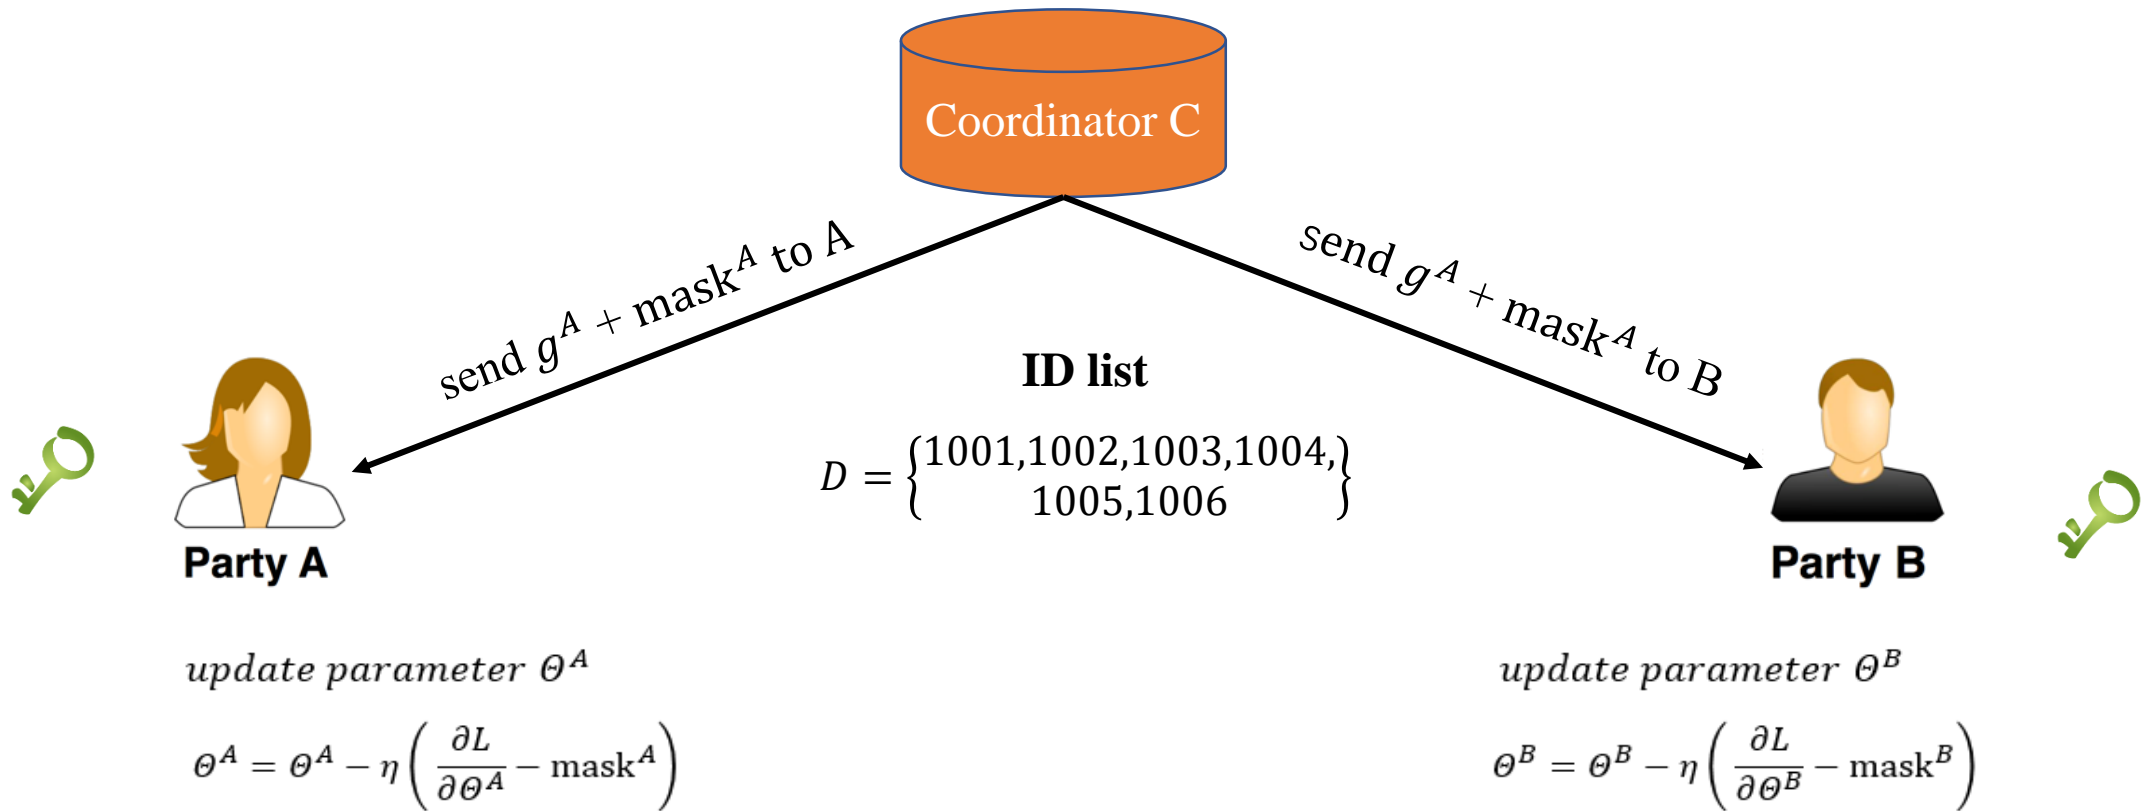 Coordinator C
send g^A + mask^A to A
send g^A + mask^A to B
ID list
D = {1001,1002,1003,1004,
1005,1006}
Party A
Party B
update parameter Θ^A
update parameter Θ^B
Θ^A = Θ^A − η(∂L/∂Θ^A − mask^A)
Θ^B = Θ^B − η(∂L/∂Θ^B − mask^B)